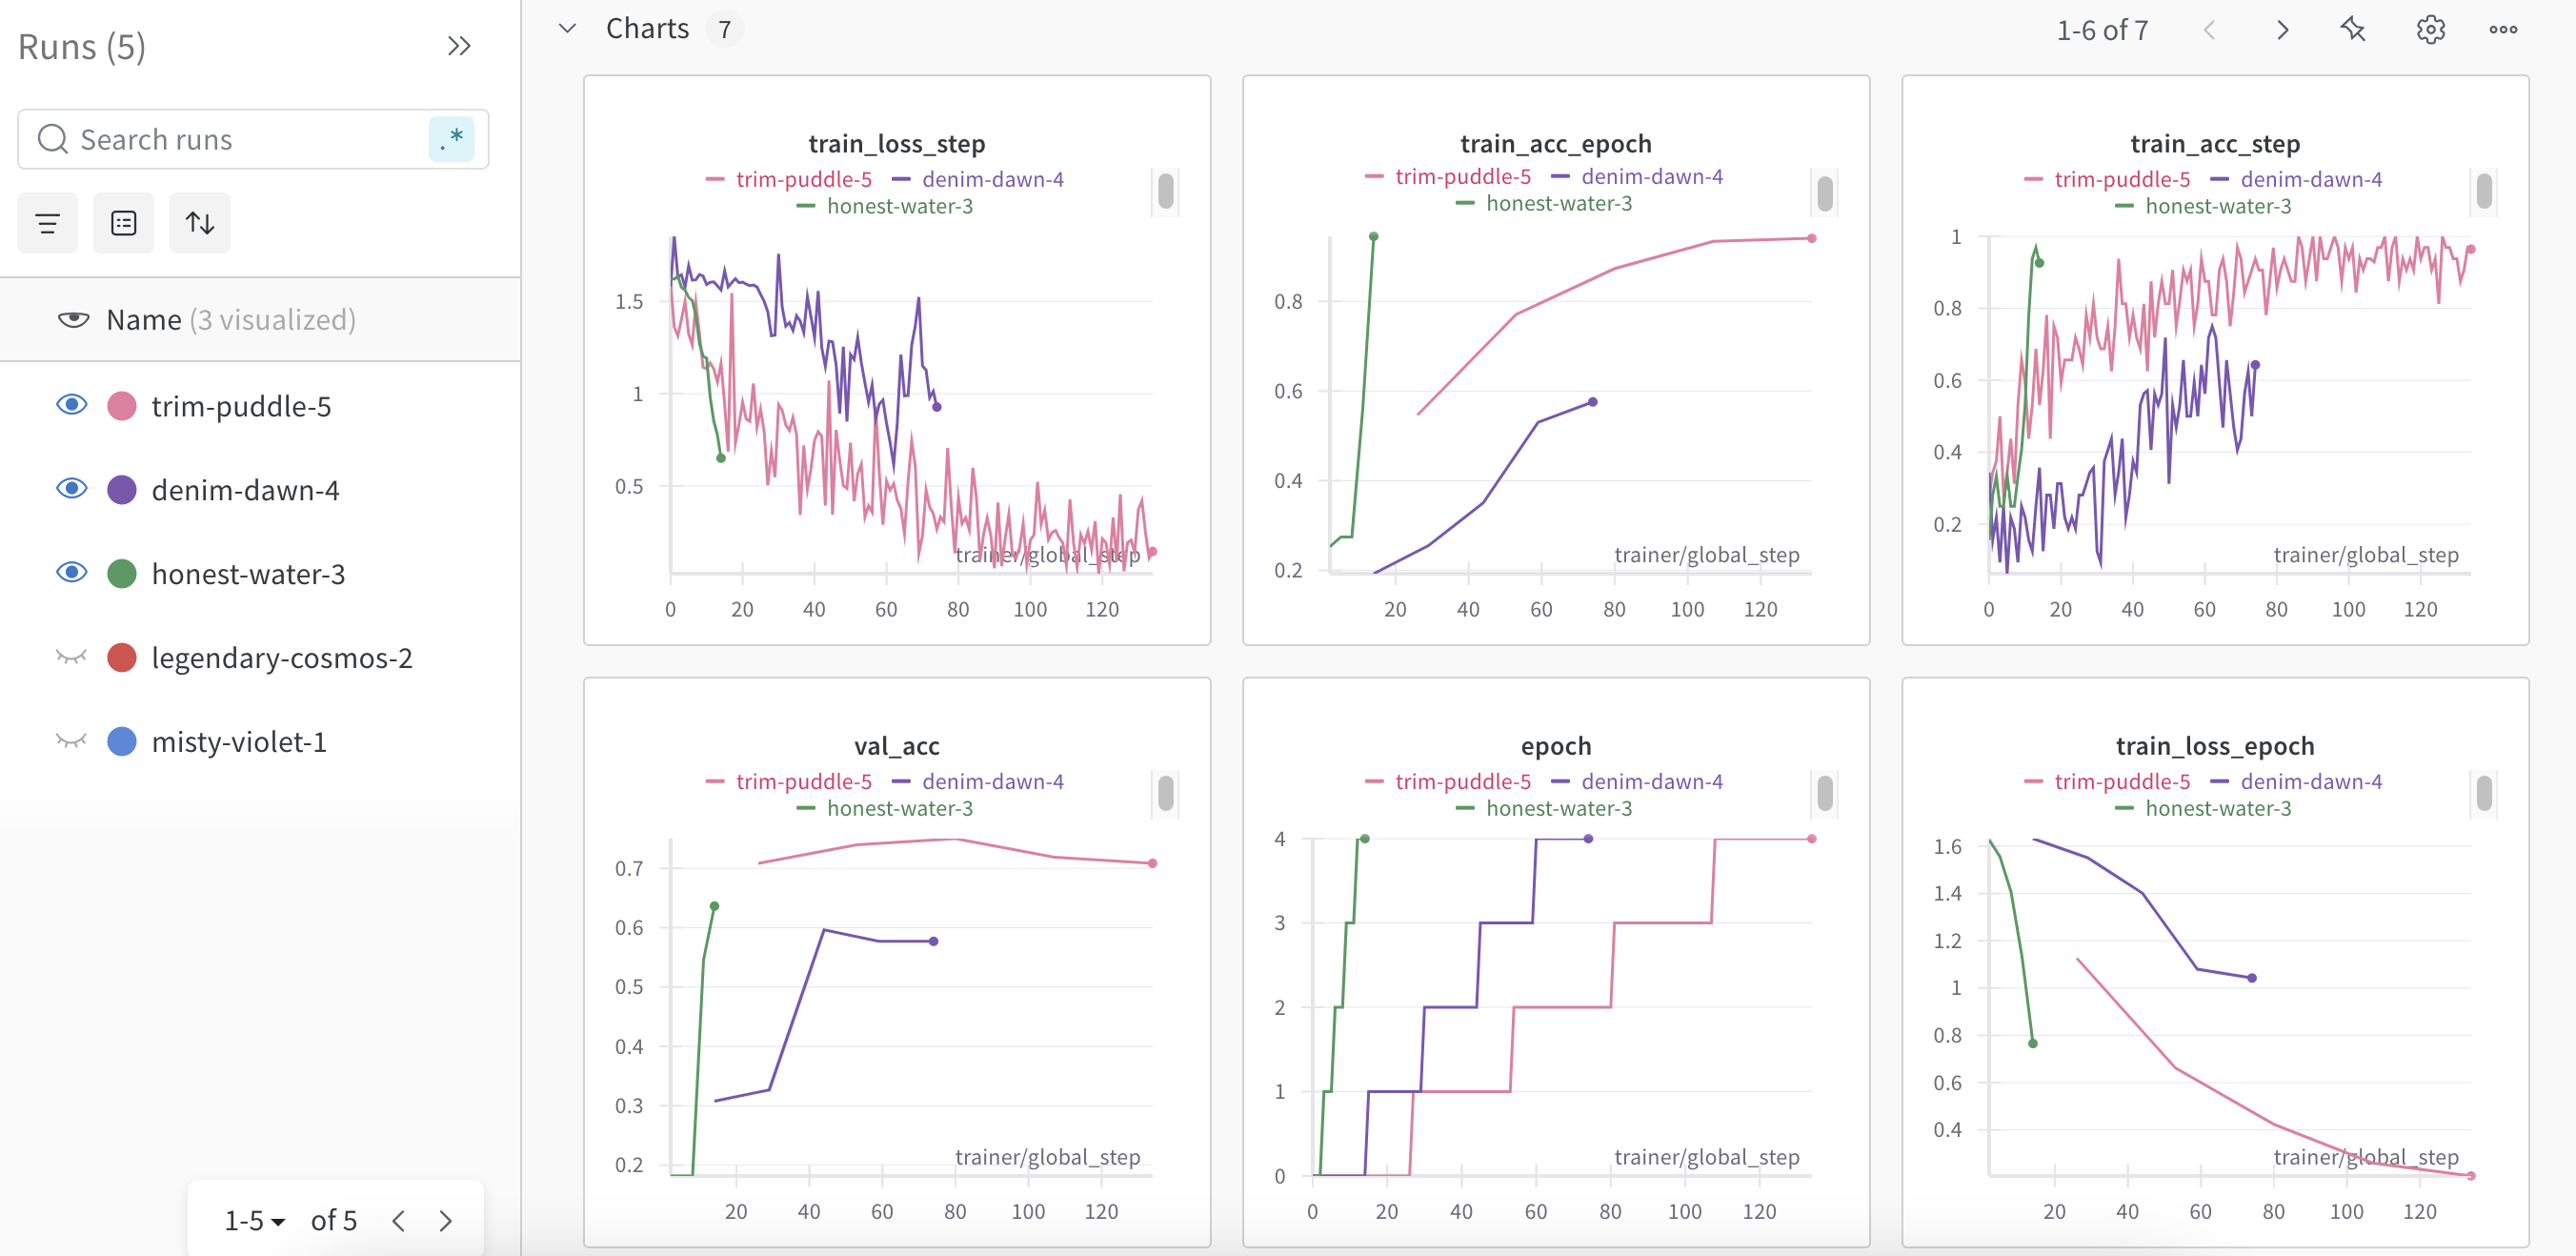 Runs (5)
Search runs
.*
Name (3 visualized)
trim-puddle-5
denim-dawn-4
honest-water-3
legendary-cosmos-2
misty-violet-1
1-5 of 5
Charts 7
1-6 of 7
train_loss_step
trim-puddle-5 denim-dawn-4
honest-water-3
1.5
1
0.5
trainer/global_step
0 20 40 60 80 100 120
train_acc_epoch
trim-puddle-5 denim-dawn-4
honest-water-3
0.8
0.6
0.4
0.2
trainer/global_step
20 40 60 80 100 120
train_acc_step
trim-puddle-5 denim-dawn-4
honest-water-3
1
0.8
0.6
0.4
0.2
trainer/global_step
0 20 40 60 80 100 120
val_acc
trim-puddle-5 denim-dawn-4
honest-water-3
0.7
0.6
0.5
0.4
0.3
0.2
trainer/global_step
20 40 60 80 100 120
epoch
trim-puddle-5 denim-dawn-4
honest-water-3
4
3
2
1
0
trainer/global_step
0 20 40 60 80 100 120
train_loss_epoch
trim-puddle-5 denim-dawn-4
honest-water-3
1.6
1.4
1.2
1
0.8
0.6
0.4
trainer/global_step
20 40 60 80 100 120